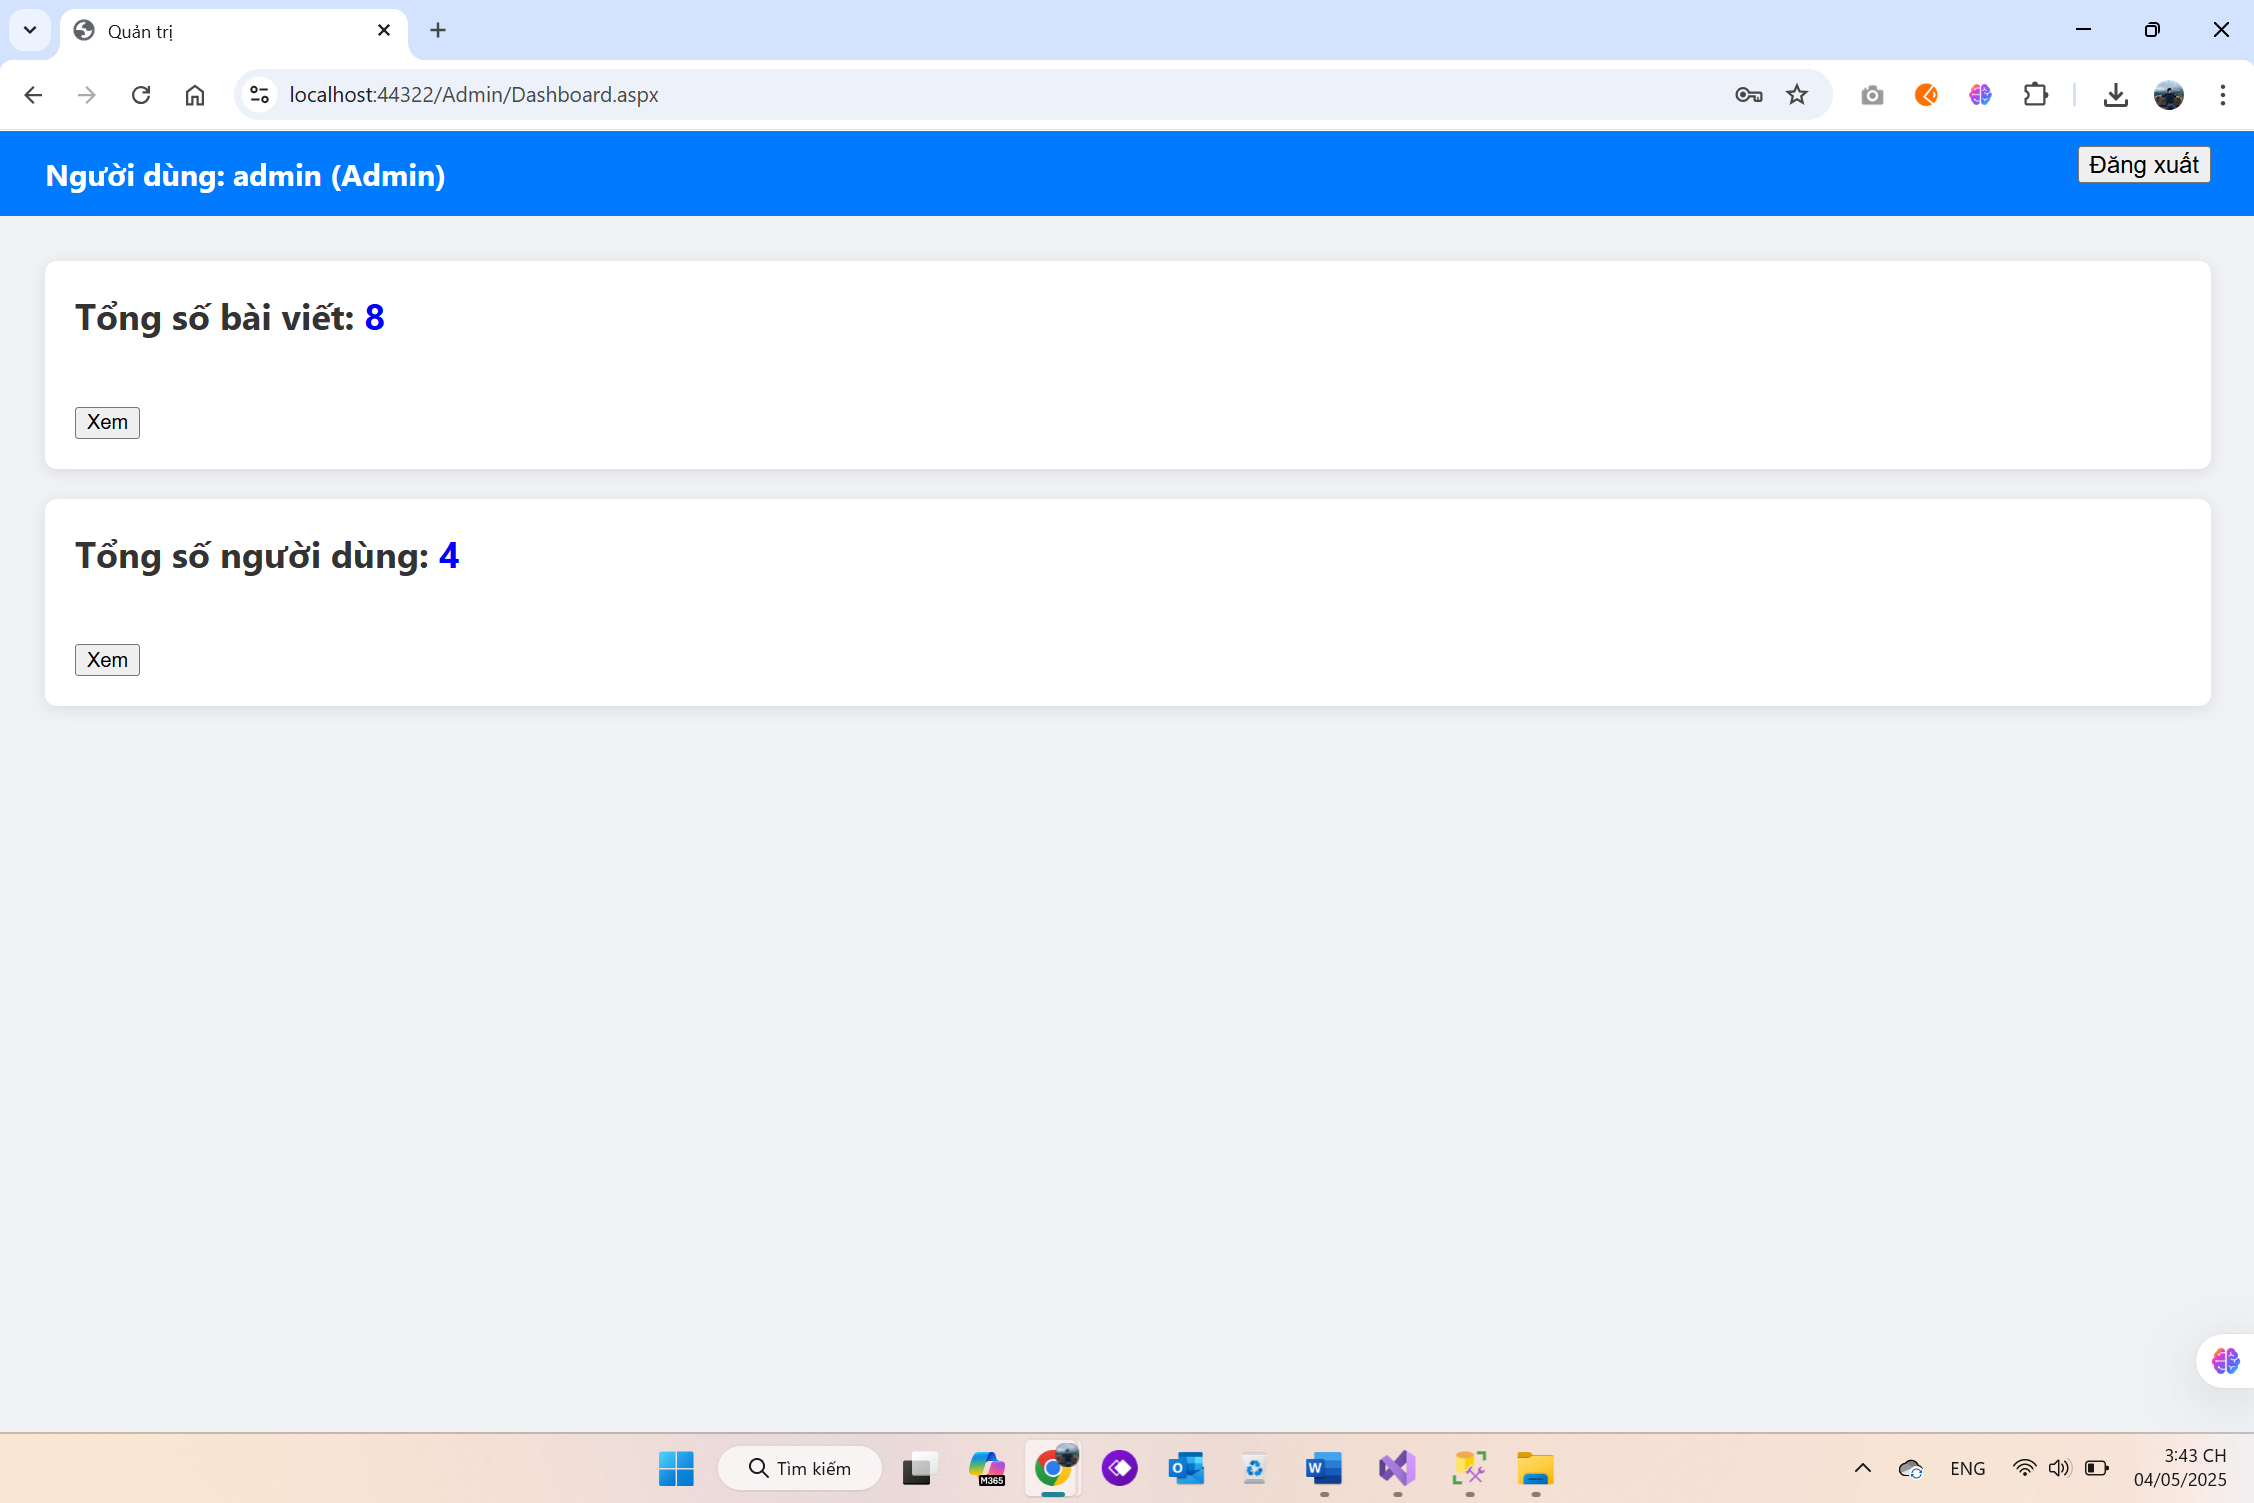 Quản trị
localhost:44322/Admin/Dashboard.aspx
Người dùng: admin (Admin)
Đăng xuất
Tổng số bài viết: 8
Xem
Tổng số người dùng: 4
Xem
Tìm kiếm
M365
ENG
3:43 CH
04/05/2025